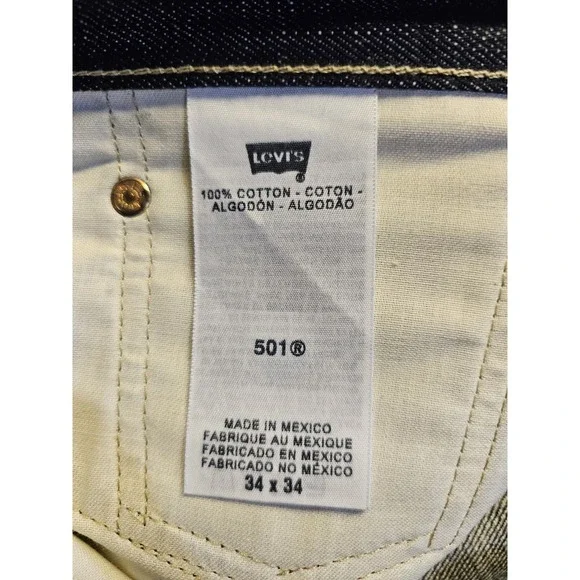 LEVI'S
®
100% COTTON - COTON -
ALGODÓN - ALGODÃO
501®
MADE IN MEXICO
FABRIQUE AU MEXIQUE
FABRICADO EN MEXICO
FABRICADO NO MÉXICO
34 x 34